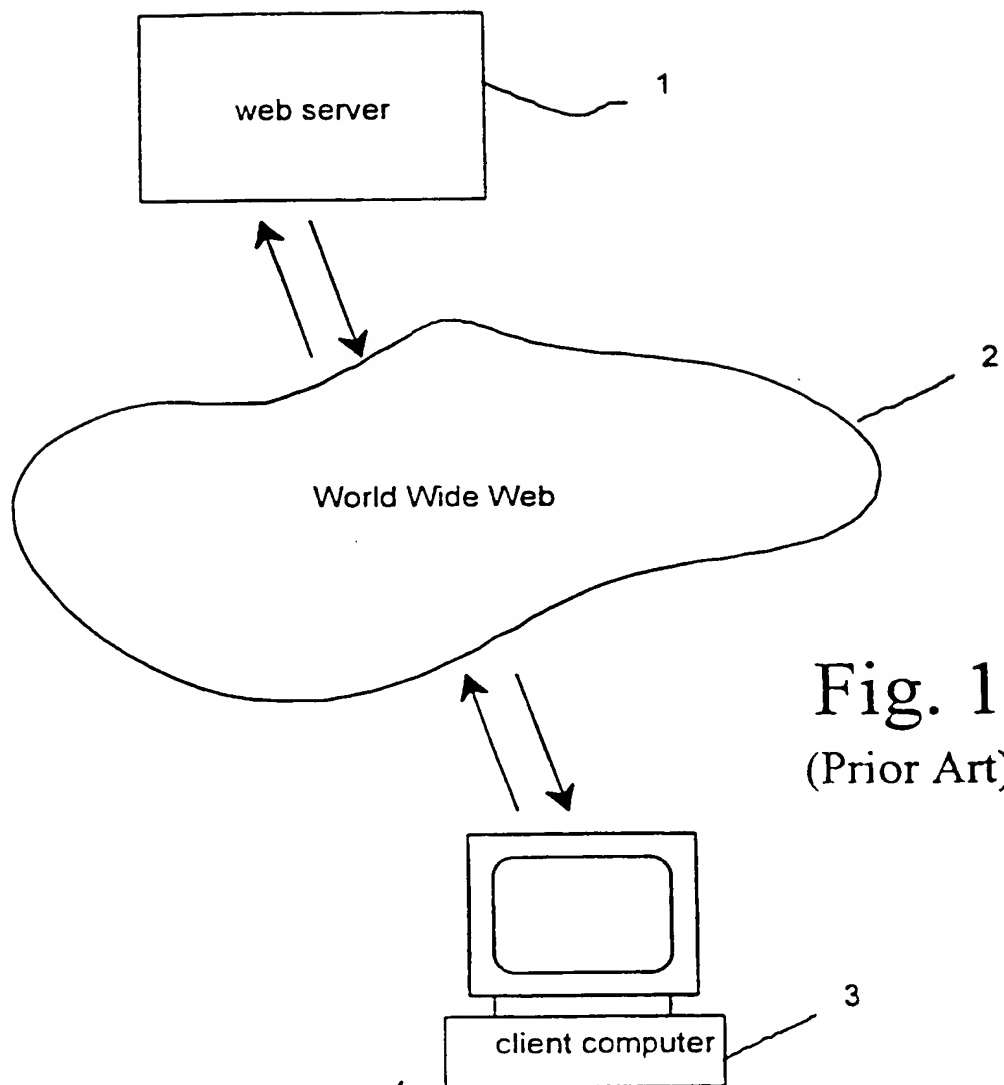 web server
1
2
World Wide Web
Fig. 1
(Prior Art)
client computer
3